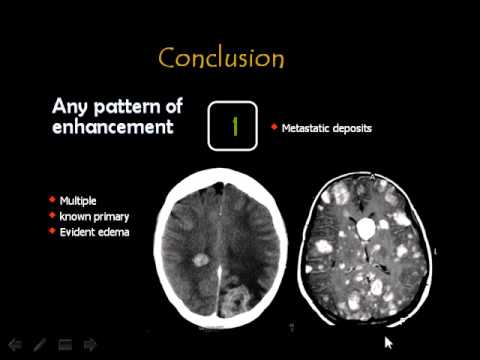 Conclusion
Any pattern of
enhancement
1
Metastatic deposits
Multiple
known primary
Evident edema
A
L